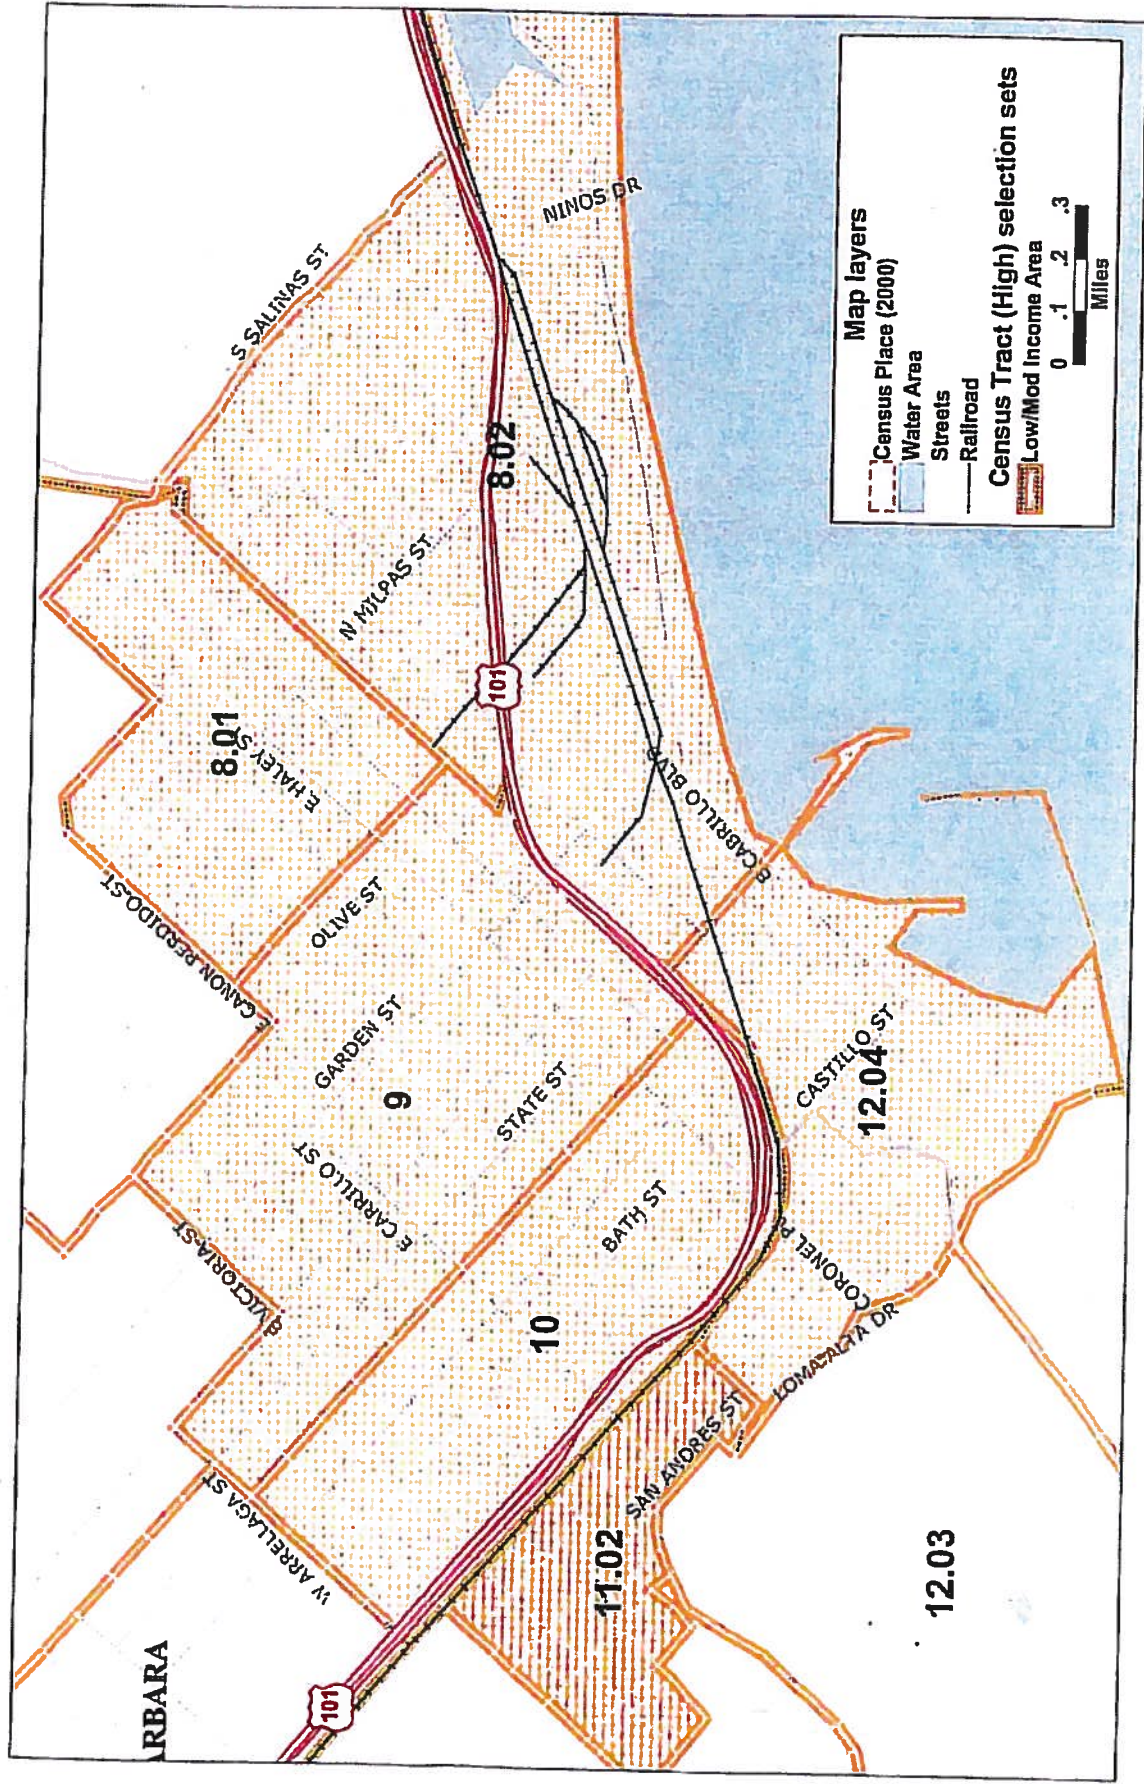 ARBARA
101
W ARRELLAGA ST
E VICTORIA ST
E CANON PERDIDO ST
E CARRILLO ST
GARDEN ST
OLIVE ST
E HALEY ST
8.01
N MILPAS ST
S SALINAS ST
9
STATE ST
10
BATH ST
101
8.02
NINOS DR
11.02
SAN ANDRES ST
LOMA ALTA DR
CORONEL PL
CASTILLO ST
12.04
E CABRILLO BLVD
12.03
Map layers
Census Place (2000)
Water Area
Streets
Railroad
Census Tract (High) selection sets
Low/Mod Income Area
0 .1 .2 .3
Miles